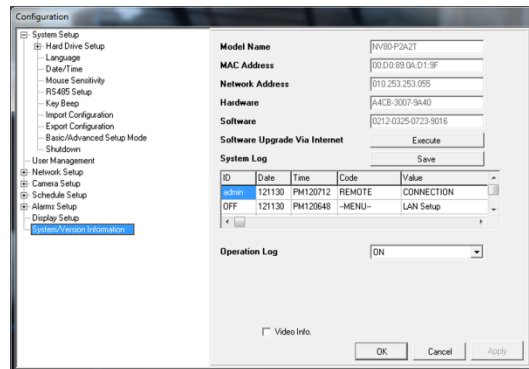 Configuration
System Setup
Hard Drive Setup
Language
Date/Time
Mouse Sensitivity
RS485 Setup
Key Beep
Import Configuration
Export Configuration
Basic/Advanced Setup Mode
Shutdown
User Management
Network Setup
Camera Setup
Schedule Setup
Alarms Setup
Display Setup
System/Version Information
Model Name NV80-P2A2T
MAC Address 00:D0:89:0A:D1:9F
Network Address 010.253.253.055
Hardware A4CB-3007-9A40
Software 0212-0325-0723-9016
Software Upgrade Via Internet Execute
System Log Save
ID Date Time Code Value
admin 121130 PM120712 REMOTE CONNECTION
OFF 121130 PM120648 --MENU-- LAN Setup
Operation Log ON
Video Info.
OK Cancel Apply